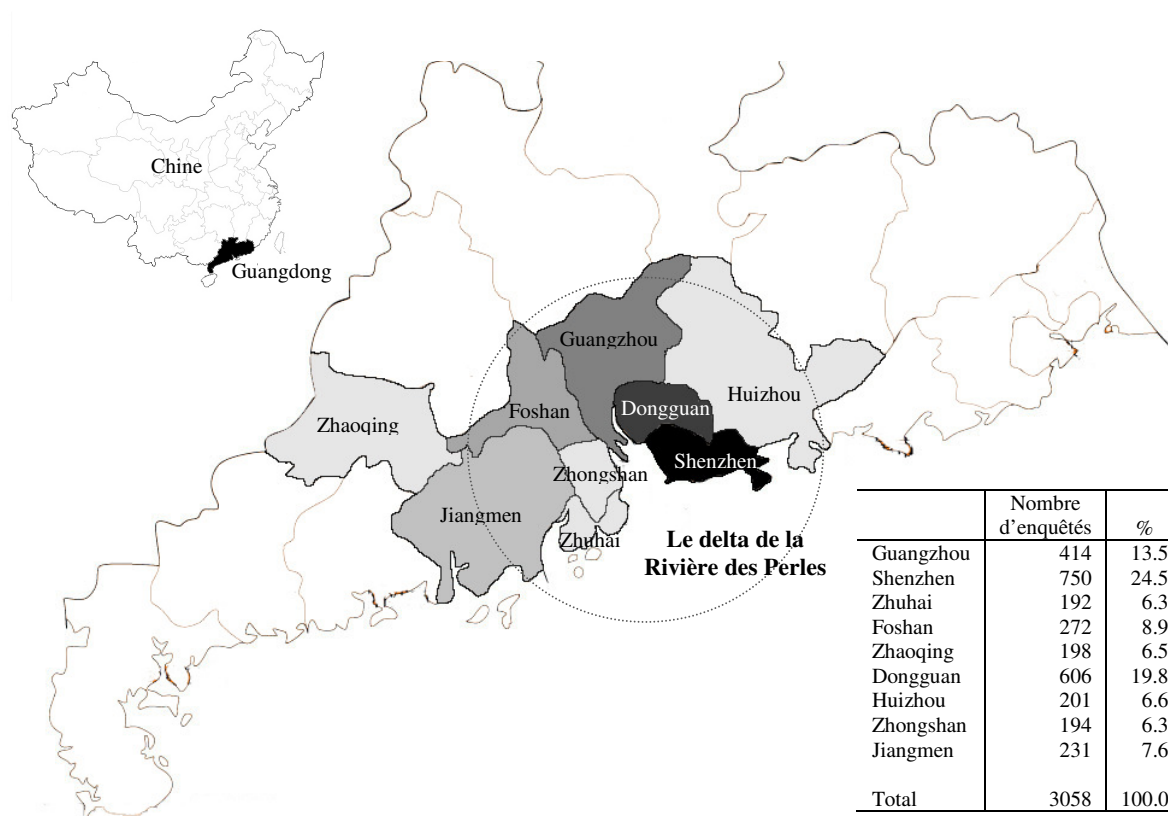 Chine
Guangdong
Guangzhou
Huizhou
Dongguan
Foshan
Zhaoqing
Shenzhen
Zhongshan
Jiangmen
Zhuhai
Le delta de la
Rivière des Perles
Nombre
d'enquêtés %
Guangzhou 414 13.5
Shenzhen 750 24.5
Zhuhai 192 6.3
Foshan 272 8.9
Zhaoqing 198 6.5
Dongguan 606 19.8
Huizhou 201 6.6
Zhongshan 194 6.3
Jiangmen 231 7.6
Total 3058 100.0